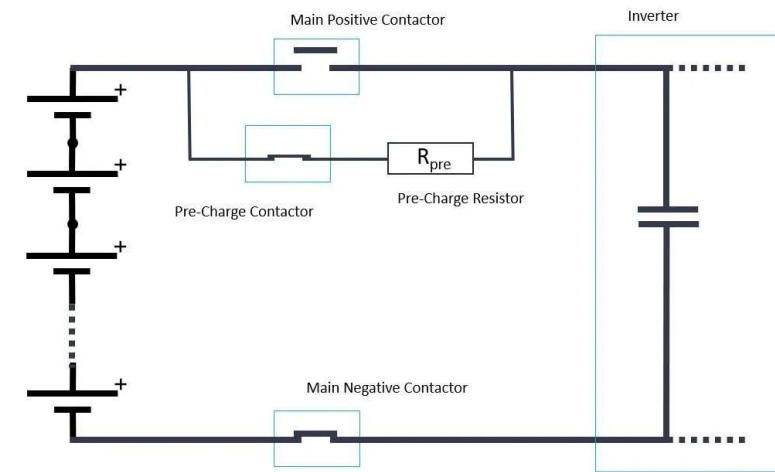 Inverter
Main Positive Contactor
+
+
Rpre
Pre-Charge Resistor
Pre-Charge Contactor
+
+
Main Negative Contactor